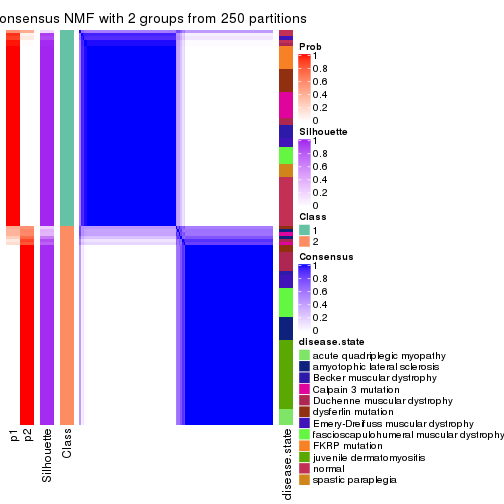 onsensus NMF with 2 groups from 250 partitions
Prob
1
0.8
0.6
0.4
0.2
0
Silhouette
1
0.8
0.6
0.4
0.2
0
Class
1
2
Consensus
1
0.8
0.6
0.4
0.2
0
disease.state
acute quadriplegic myopathy
amyotophic lateral sclerosis
Becker muscular dystrophy
Calpain 3 mutation
Duchenne muscular dystrophy
dysferlin mutation
Emery-Dreifuss muscular dystrophy
fascioscapulohumeral muscular dystrophy
FKRP mutation
juvenile dermatomyositis
normal
spastic paraplegia
p1
p2
Silhouette
Class
disease.state